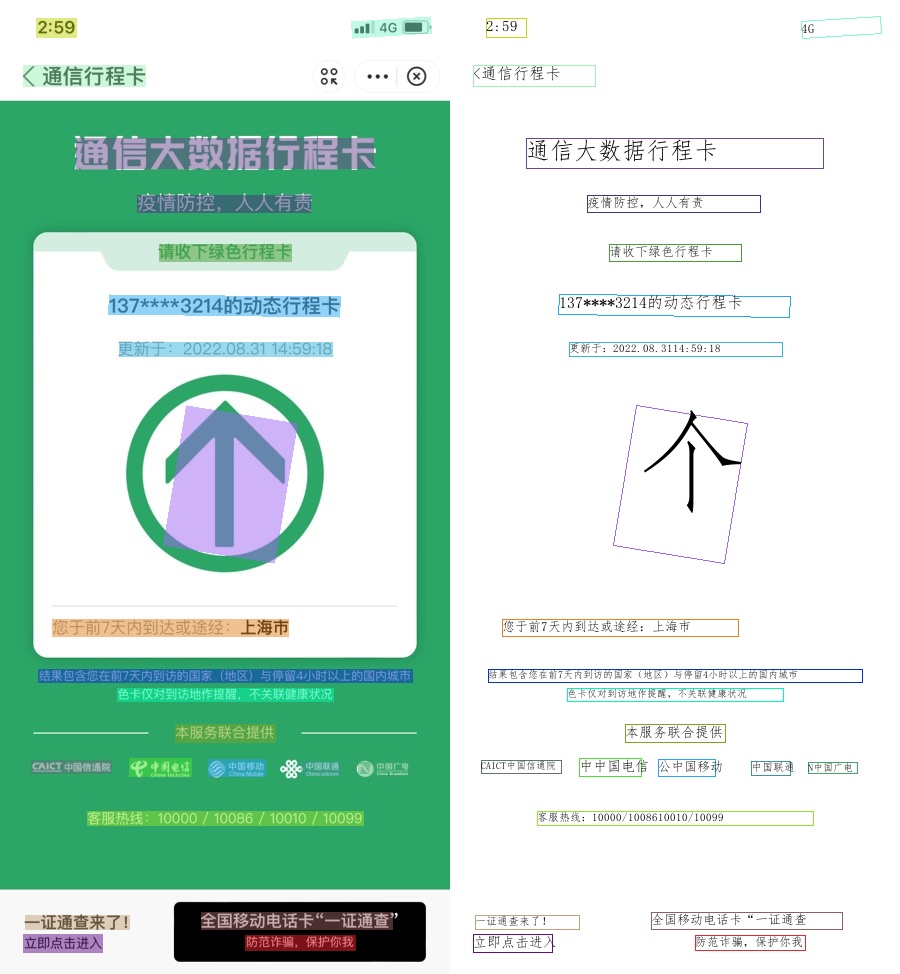 2:59 4G
通信行程卡
通信大数据行程卡
疫情防控，人人有责
请收下绿色行程卡
137****3214的动态行程卡
更新于：2022.08.31 14:59:18
您于前7天内到达或途经：上海市
结果包含您在前7天内到访的国家（地区）与停留4小时以上的国内城市
色卡仅对到访地作提醒，不关联健康状况
本服务联合提供
CAICT 中国信通院 中国电信 CHINA TELECOM 中国移动 China Mobile 中国联通 China unicom 中国广电 China Broadnet
客服热线：10000 / 10086 / 10010 / 10099
一证通查来了！
立即点击进入
全国移动电话卡“一证通查”
防范诈骗，保护你我
2:59
4G
<通信行程卡
通信大数据行程卡
疫情防控，人人有责
请收下绿色行程卡
137****3214的动态行程卡
更新于：2022.08.3114:59:18
个
您于前7天内到达或途经：上海市
结果包含您在前7天内到访的国家（地区）与停留4小时以上的国内城市
色卡仅对到访地作提醒，不关联健康状况
本服务联合提供
CAICT中国信通院 中中国电信 公中国移动 中国联通 N中国广电
客服热线：10000/1008610010/10099
一证通查来了！
立即点击进入
全国移动电话卡“一证通查
防范诈骗，保护你我